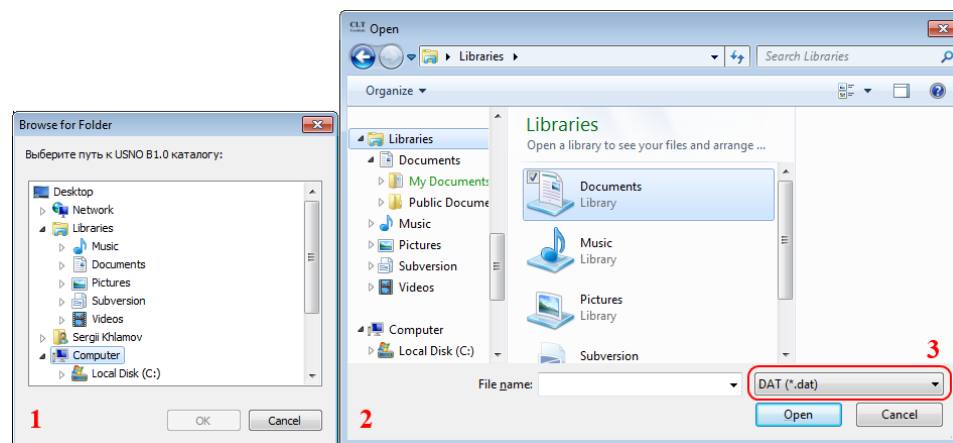 Browse for Folder
Выберите путь к USNO B1.0 каталогу:
Desktop
Network
Libraries
Music
Documents
Pictures
Subversion
Videos
Sergii Khlamov
Computer
Local Disk (C:)
OK
Cancel
1
CLT
Open
Libraries
Search Libraries
Organize
Libraries
Documents
My Documents
Public Docume
Music
Pictures
Subversion
Videos
Computer
Local Disk (C:)
Libraries
Open a library to see your files and arrange ...
Documents
Library
Music
Library
Pictures
Library
Subversion
File name:
DAT (*.dat)
3
Open
Cancel
2